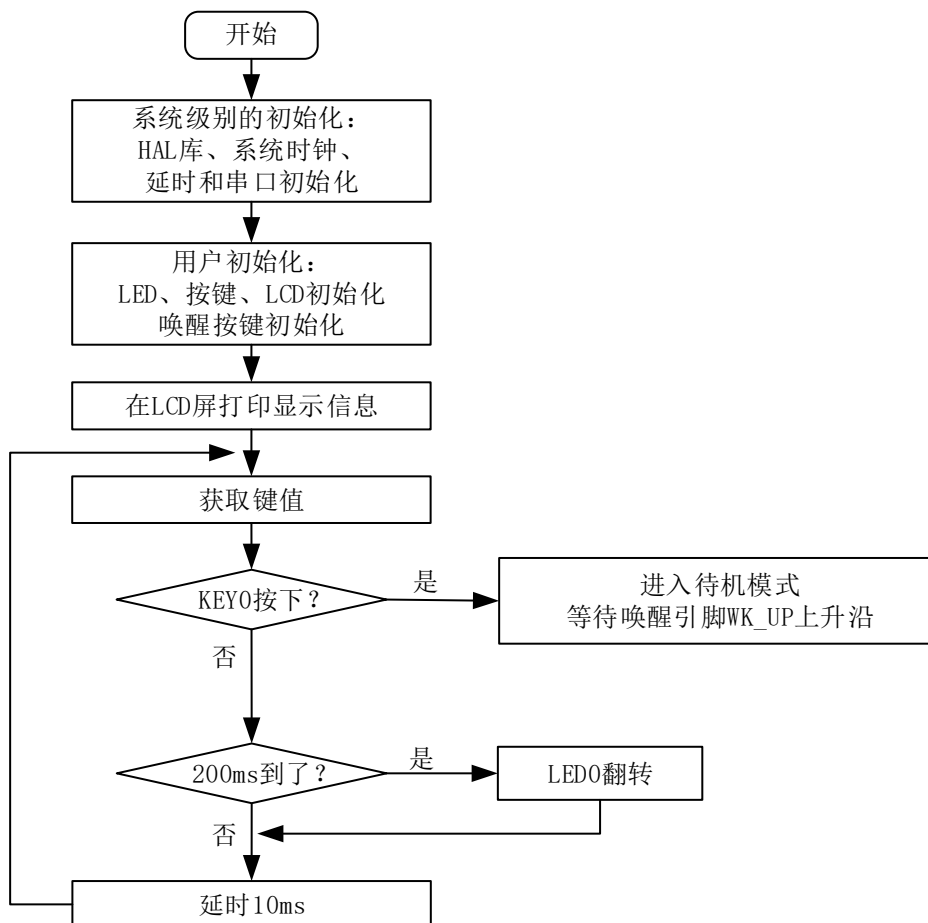 开始
系统级别的初始化：
HAL库、系统时钟、
延时和串口初始化
用户初始化：
LED、按键、LCD初始化
唤醒按键初始化
在LCD屏打印显示信息
获取键值
KEY0按下？
是
进入待机模式
等待唤醒引脚WK_UP上升沿
否
200ms到了？
是
LED0翻转
否
延时10ms